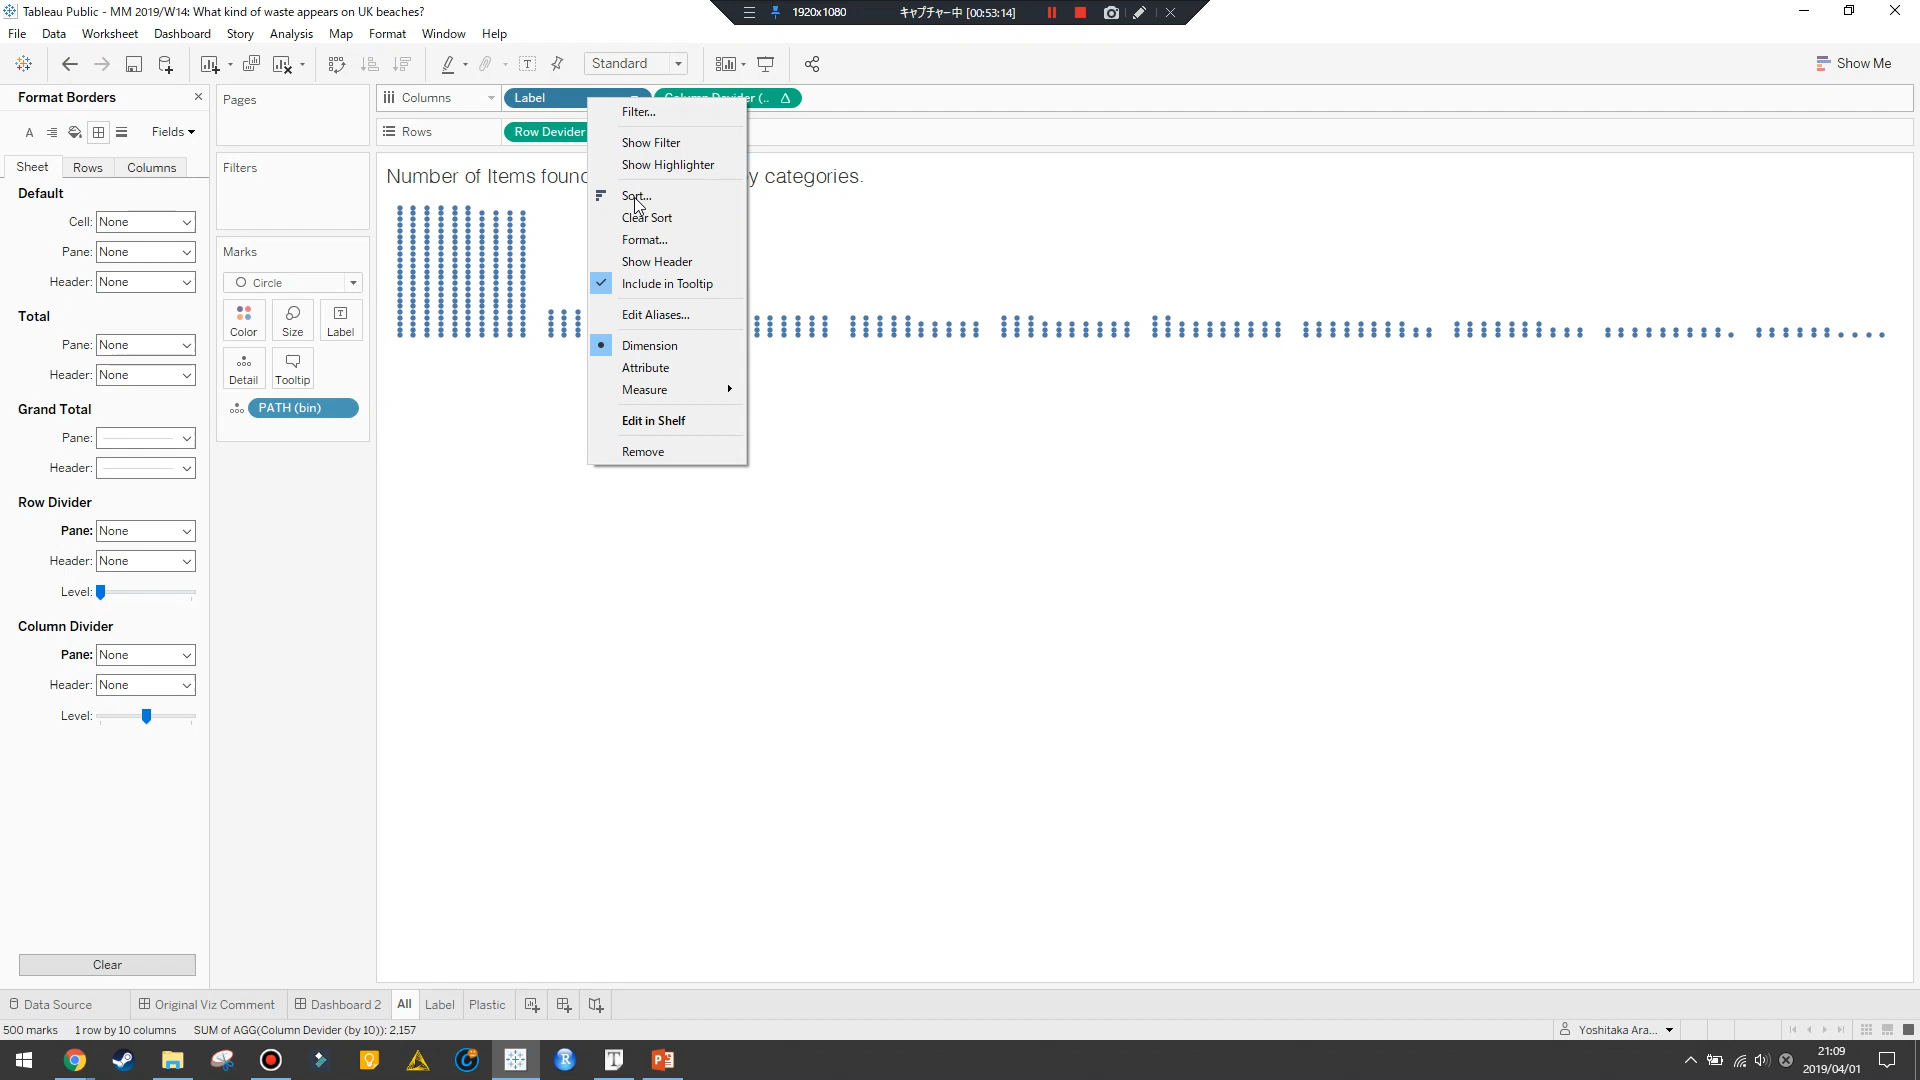 Tableau Public - MM 2019/W14: What kind of waste appears on UK beaches?
1920x1080
キャプチャー中 [00:53:14]
File Data Worksheet Dashboard Story Analysis Map Format Window Help
Standard
Show Me
Format Borders
Fields
Sheet Rows Columns
Default
Cell: None
Pane: None
Header: None
Total
Pane: None
Header: None
Grand Total
Pane:
Header:
Row Divider
Pane: None
Header: None
Level:
Column Divider
Pane: None
Header: None
Level:
Clear
Pages
Filters
Marks
Circle
Color Size Label
Detail Tooltip
PATH (bin)
Columns
Label
Column Devider (..
Rows
Row Devider
Number of Items found
y categories.
Filter...
Show Filter
Show Highlighter
Sort...
Clear Sort
Format...
Show Header
Include in Tooltip
Edit Aliases...
Dimension
Attribute
Measure
Edit in Shelf
Remove
Data Source Original Viz Comment Dashboard 2 All Label Plastic
500 marks 1 row by 10 columns SUM of AGG(Column Devider (by 10)): 2,157
Yoshitaka Ara...
21:09
2019/04/01